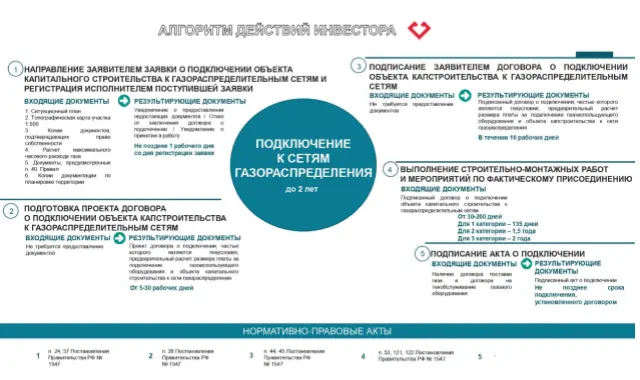 АЛГОРИТМ ДЕЙСТВИЙ ИНВЕСТОРА
1
НАПРАВЛЕНИЕ ЗАЯВИТЕЛЕМ ЗАЯВКИ О ПОДКЛЮЧЕНИИ ОБЪЕКТА
КАПИТАЛЬНОГО СТРОИТЕЛЬСТВА К ГАЗОРАСПРЕДЕЛИТЕЛЬНЫМ СЕТЯМ И
РЕГИСТРАЦИЯ ИСПОЛНИТЕЛЕМ ПОСТУПИВШЕЙ ЗАЯВКИ
ВХОДЯЩИЕ ДОКУМЕНТЫ
1. Ситуационный план
2. Топографическая карта участка
1:500
3. Копии документов,
подтверждающих право
собственности
4. Расчет максимального
часового расхода газа
5. Документы, предусмотренные
п. 40. Правил
6. Копии документации по
планировке территории
РЕЗУЛЬТИРУЮЩИЕ ДОКУМЕНТЫ
Уведомление о предоставлении
недостающих документов / Отказ
от заключения договора о
подключении / Уведомление о
принятии в работу
Не позднее 1 рабочего дня
со дня регистрации заявки
2
ПОДГОТОВКА ПРОЕКТА ДОГОВОРА
О ПОДКЛЮЧЕНИИ ОБЪЕКТА КАПСТРОИТЕЛЬСТВА
К ГАЗОРАСПРЕДЕЛИТЕЛЬНЫМ СЕТЯМ
ВХОДЯЩИЕ ДОКУМЕНТЫ
Не требуется предоставление
документов
РЕЗУЛЬТИРУЮЩИЕ ДОКУМЕНТЫ
Проект договора о подключении, частью
которого являются техусловия,
предварительный расчет размера платы за
подключение газоиспользующего
оборудования и объекта капитального
строительства к сети газораспределения
От 5-30 рабочих дней
ПОДКЛЮЧЕНИЕ
К СЕТЯМ
ГАЗОРАСПРЕДЕЛЕНИЯ
до 2 лет
3
ПОДПИСАНИЕ ЗАЯВИТЕЛЕМ ДОГОВОРА О ПОДКЛЮЧЕНИИ
ОБЪЕКТА КАПСТРОИТЕЛЬСТВА К ГАЗОРАСПРЕДЕЛИТЕЛЬНЫМ
СЕТЯМ
ВХОДЯЩИЕ ДОКУМЕНТЫ
Не требуется предоставление
документов
РЕЗУЛЬТИРУЮЩИЕ ДОКУМЕНТЫ
Подписанный договор о подключении, частью которого
являются техусловия, предварительный расчет
размера платы за подключение газоиспользующего
оборудования и объекта капстроительства к сети
газораспределения
В течении 10 рабочих дней
4
ВЫПОЛНЕНИЕ СТРОИТЕЛЬНО-МОНТАЖНЫХ РАБОТ
И МЕРОПРИЯТИЙ ПО ФАКТИЧЕСКОМУ ПРИСОЕДИНЕНИЮ
ВХОДЯЩИЕ ДОКУМЕНТЫ
Подписанный договор о подключении
объекта капитального строительства к
газораспределительным сетям
От 30-200 дней
Для 1 категории – 135 дней
Для 2 категории – 1,5 года
Для 3 категории – 2 года
5
ПОДПИСАНИЕ АКТА О ПОДКЛЮЧЕНИИ
ВХОДЯЩИЕ ДОКУМЕНТЫ
Наличие договора поставки
газа и договора на
техобслуживание газового
оборудования
РЕЗУЛЬТИРУЮЩИЕ
ДОКУМЕНТЫ
Подписанный акт о подключении
Не позднее срока
подключения,
установленного договором
НОРМАТИВНО-ПРАВОВЫЕ АКТЫ
1
п. 24, 57 Постановления
Правительства РФ №
1547
2
п. 38 Постановления
Правительства РФ
№ 1547
3
п. 44, 45 Постановления
Правительства РФ
№ 1547
4
п. 53, 121, 122 Постановления
Правительства РФ № 1547
5